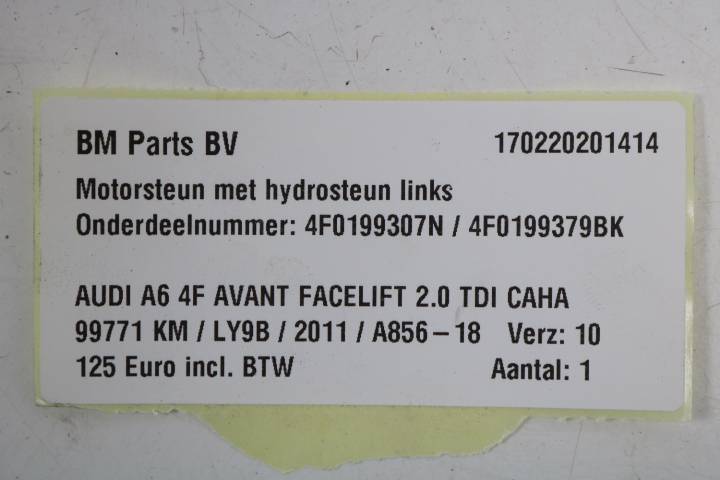 BM Parts BV 170220201414
Motorsteun met hydrosteun links
Onderdeelnummer: 4F0199307N / 4F0199379BK
AUDI A6 4F AVANT FACELIFT 2.0 TDI CAHA
99771 KM / LY9B / 2011 / A856 – 18 Verz: 10
125 Euro incl. BTW Aantal: 1